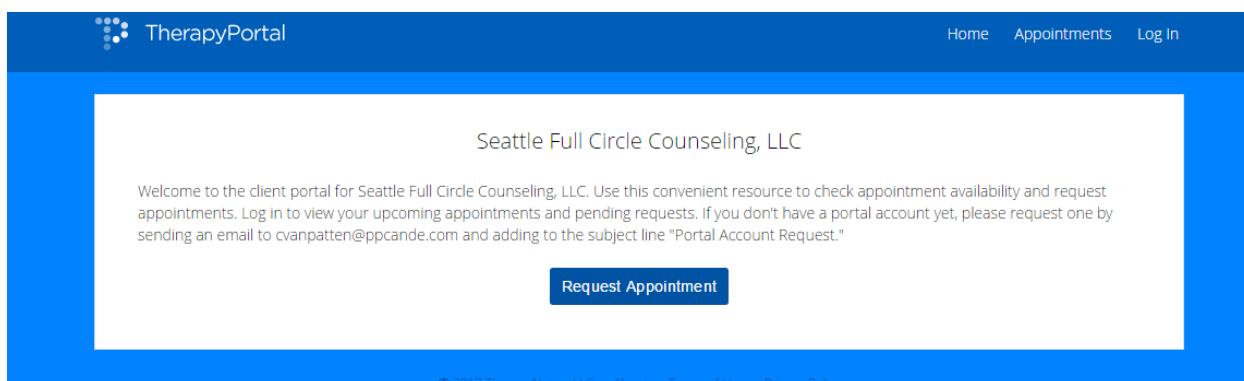 TherapyPortal
Home Appointments Log In
Seattle Full Circle Counseling, LLC
Welcome to the client portal for Seattle Full Circle Counseling, LLC. Use this convenient resource to check appointment availability and request
appointments. Log in to view your upcoming appointments and pending requests. If you don't have a portal account yet, please request one by
sending an email to cvanpatten@ppcande.com and adding to the subject line "Portal Account Request."
Request Appointment